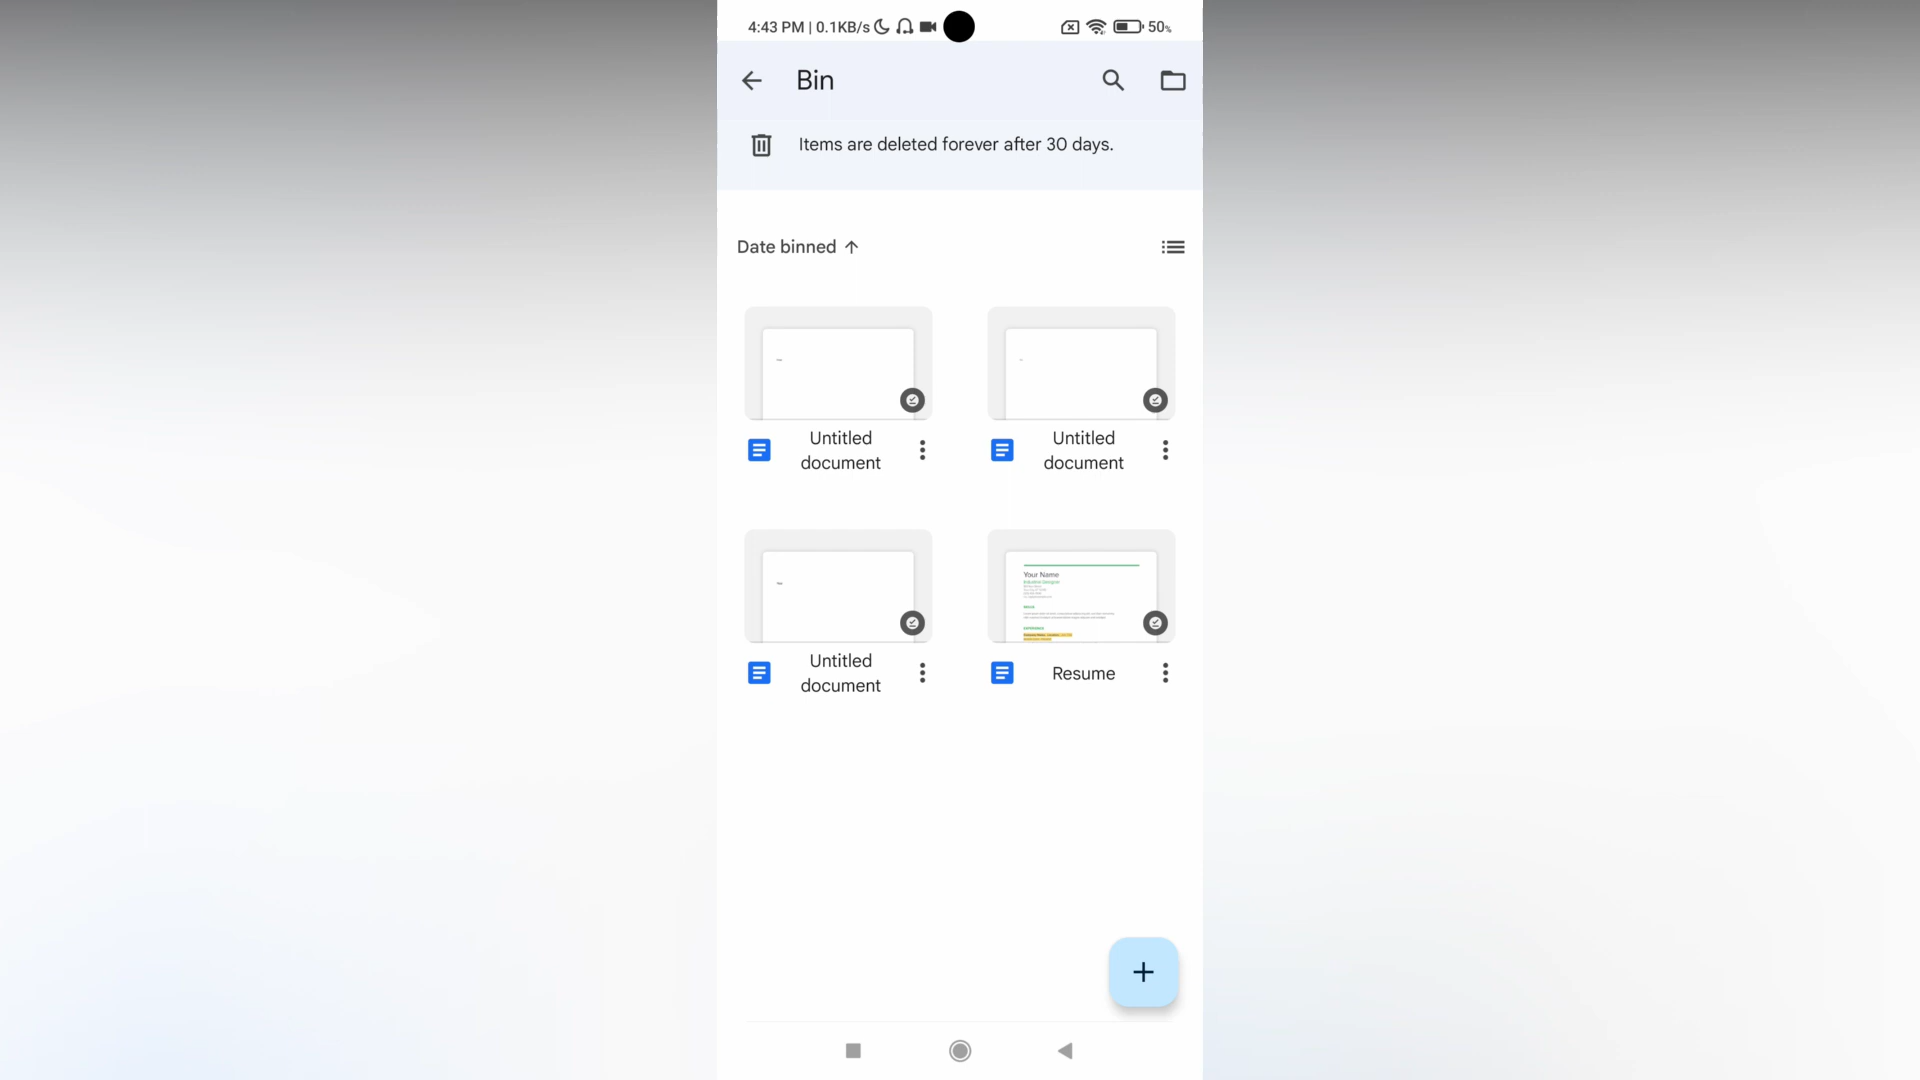 4:43 PM | 0.1KB/s
50%
Bin
Items are deleted forever after 30 days.
Date binned
Untitled
document
Untitled
document
Your Name
Untitled
document
Resume